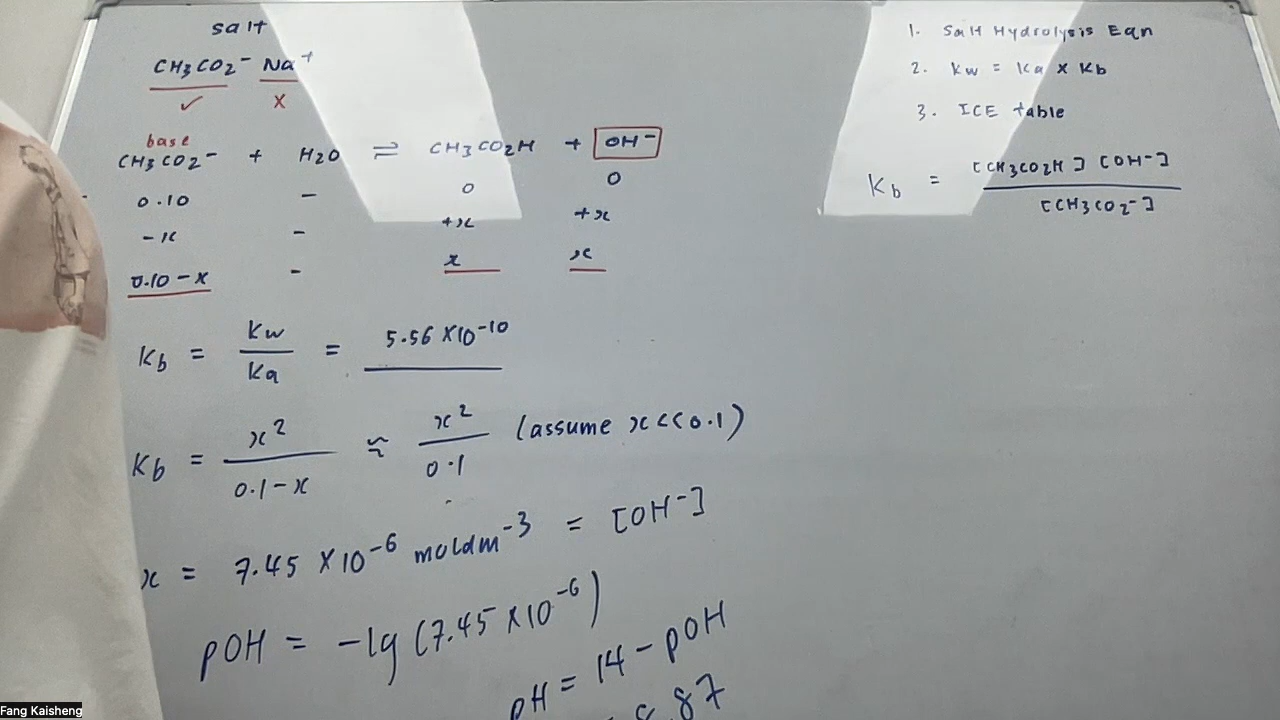 salt
CH3CO2⁻ Na⁺
✓ X
base
CH3CO2⁻ + H2O ⇌ CH3CO2H + OH⁻
0.10 – 0 0
-x – +x +x
0.10-x – x x
Kb = Kw/Ka = 5.56 X10⁻¹⁰
Kb = x²/0.1-x ≈ x²/0.1 (assume x<<0.1)
x = 7.45 X10⁻⁶ moldm⁻³ = [OH⁻]
pOH = -lg (7.45 X10⁻⁶)
pH = 14 - pOH
.87
1. Salt Hydrolysis Eqn
2. Kw = Ka x Kb
3. ICE table
Kb = [CH3CO2H] [OH⁻]/[CH3CO2⁻]
Fang Kaisheng